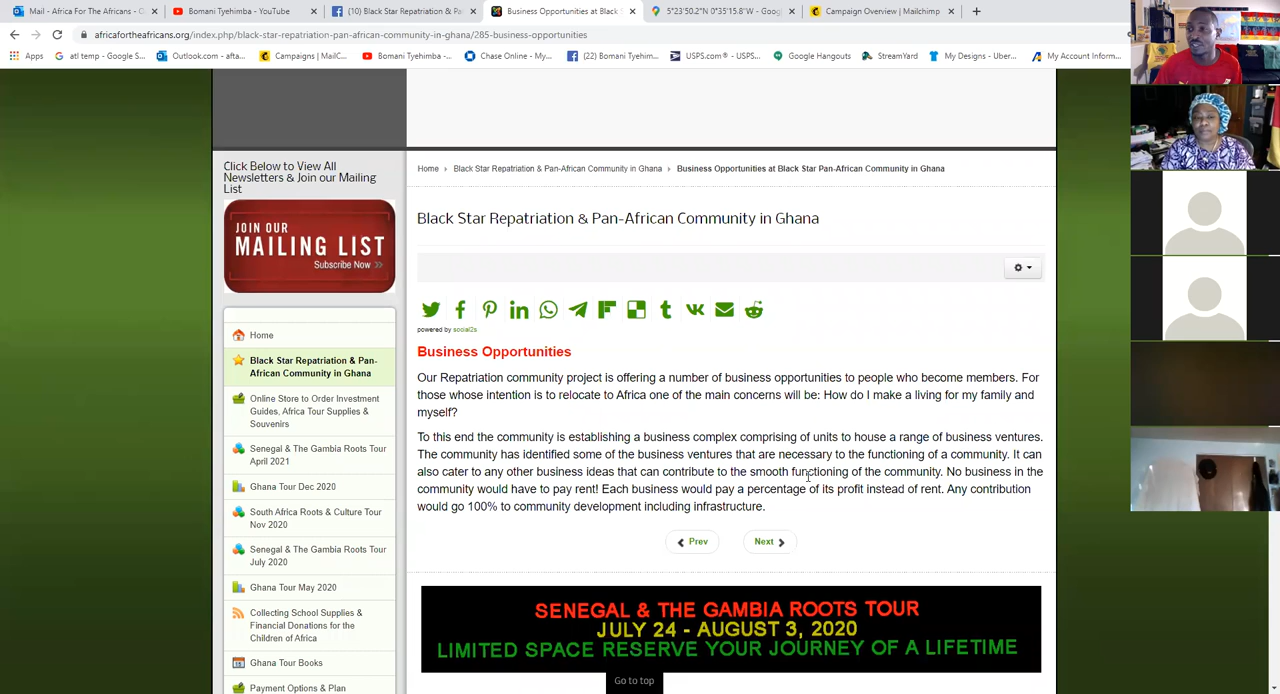 Mail - Africa For The Africans - O
Bomani Tyehimba - YouTube
(10) Black Star Repatriation & Pa
Business Opportunities at Black S
5°23'50.2"N 0°35'15.8"W - Goog
Campaign Overview | Mailchimp
africafortheafricans.org/index.php/black-star-repatriation-pan-african-community-in-ghana/285-business-opportunities
Apps
atl temp - Google S...
Outlook.com - afta...
Campaigns | MailC...
Bomani Tyehimba -...
Chase Online - My...
(22) Bomani Tyehim...
USPS.com® - USPS...
Google Hangouts
StreamYard
My Designs - Uber...
My Account Inform...
Click Below to View All
Newsletters & Join our Mailing
List
JOIN OUR
MAILING LIST
Subscribe Now >>
Home
Black Star Repatriation & Pan-
African Community in Ghana
Online Store to Order Investment
Guides, Africa Tour Supplies &
Souvenirs
Senegal & The Gambia Roots Tour
April 2021
Ghana Tour Dec 2020
South Africa Roots & Culture Tour
Nov 2020
Senegal & The Gambia Roots Tour
July 2020
Ghana Tour May 2020
Collecting School Supplies &
Financial Donations for the
Children of Africa
Ghana Tour Books
Payment Options & Plan
Home › Black Star Repatriation & Pan-African Community in Ghana › Business Opportunities at Black Star Pan-African Community in Ghana
Black Star Repatriation & Pan-African Community in Ghana
powered by social2s
Business Opportunities
Our Repatriation community project is offering a number of business opportunities to people who become members. For
those whose intention is to relocate to Africa one of the main concerns will be: How do I make a living for my family and
myself?
To this end the community is establishing a business complex comprising of units to house a range of business ventures.
The community has identified some of the business ventures that are necessary to the functioning of a community. It can
also cater to any other business ideas that can contribute to the smooth functioning of the community. No business in the
community would have to pay rent! Each business would pay a percentage of its profit instead of rent. Any contribution
would go 100% to community development including infrastructure.
Prev
Next
SENEGAL & THE GAMBIA ROOTS TOUR
JULY 24 - AUGUST 3, 2020
LIMITED SPACE RESERVE YOUR JOURNEY OF A LIFETIME
Go to top